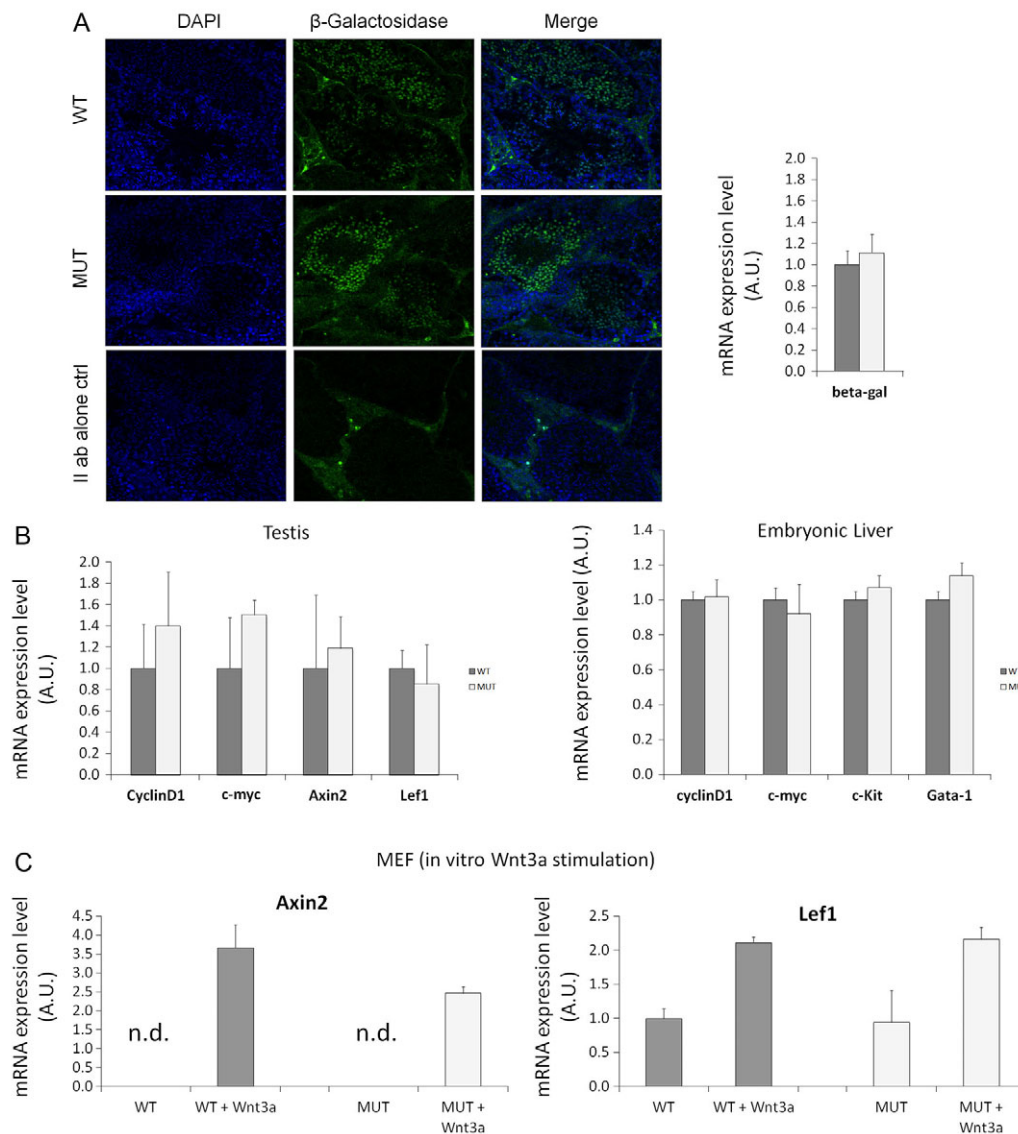 A
DAPI
β-Galactosidase
Merge
WT
MUT
II ab alone ctrl
mRNA expression level
(A.U.)
2.0
1.8
1.6
1.4
1.2
1.0
0.8
0.6
0.4
0.2
0.0
beta-gal
B
Testis
mRNA expression level
(A.U.)
2.0
1.8
1.6
1.4
1.2
1.0
0.8
0.6
0.4
0.2
0.0
CyclinD1 c-myc Axin2 Lef1
WT
MUT
Embryonic Liver
mRNA expression level (A.U.)
1.4
1.2
1.0
0.8
0.6
0.4
0.2
0.0
cyclinD1 c-myc c-Kit Gata-1
W
MU
C
MEF (in vitro Wnt3a stimulation)
Axin2
mRNA expression level
(A.U.)
4.5
4.0
3.5
3.0
2.5
2.0
1.5
1.0
0.5
0.0
n.d. n.d.
WT WT + Wnt3a MUT MUT +
Wnt3a
Lef1
mRNA expression level
(A.U.)
2.5
2.0
1.5
1.0
0.5
0.0
WT WT + Wnt3a MUT MUT +
Wnt3a